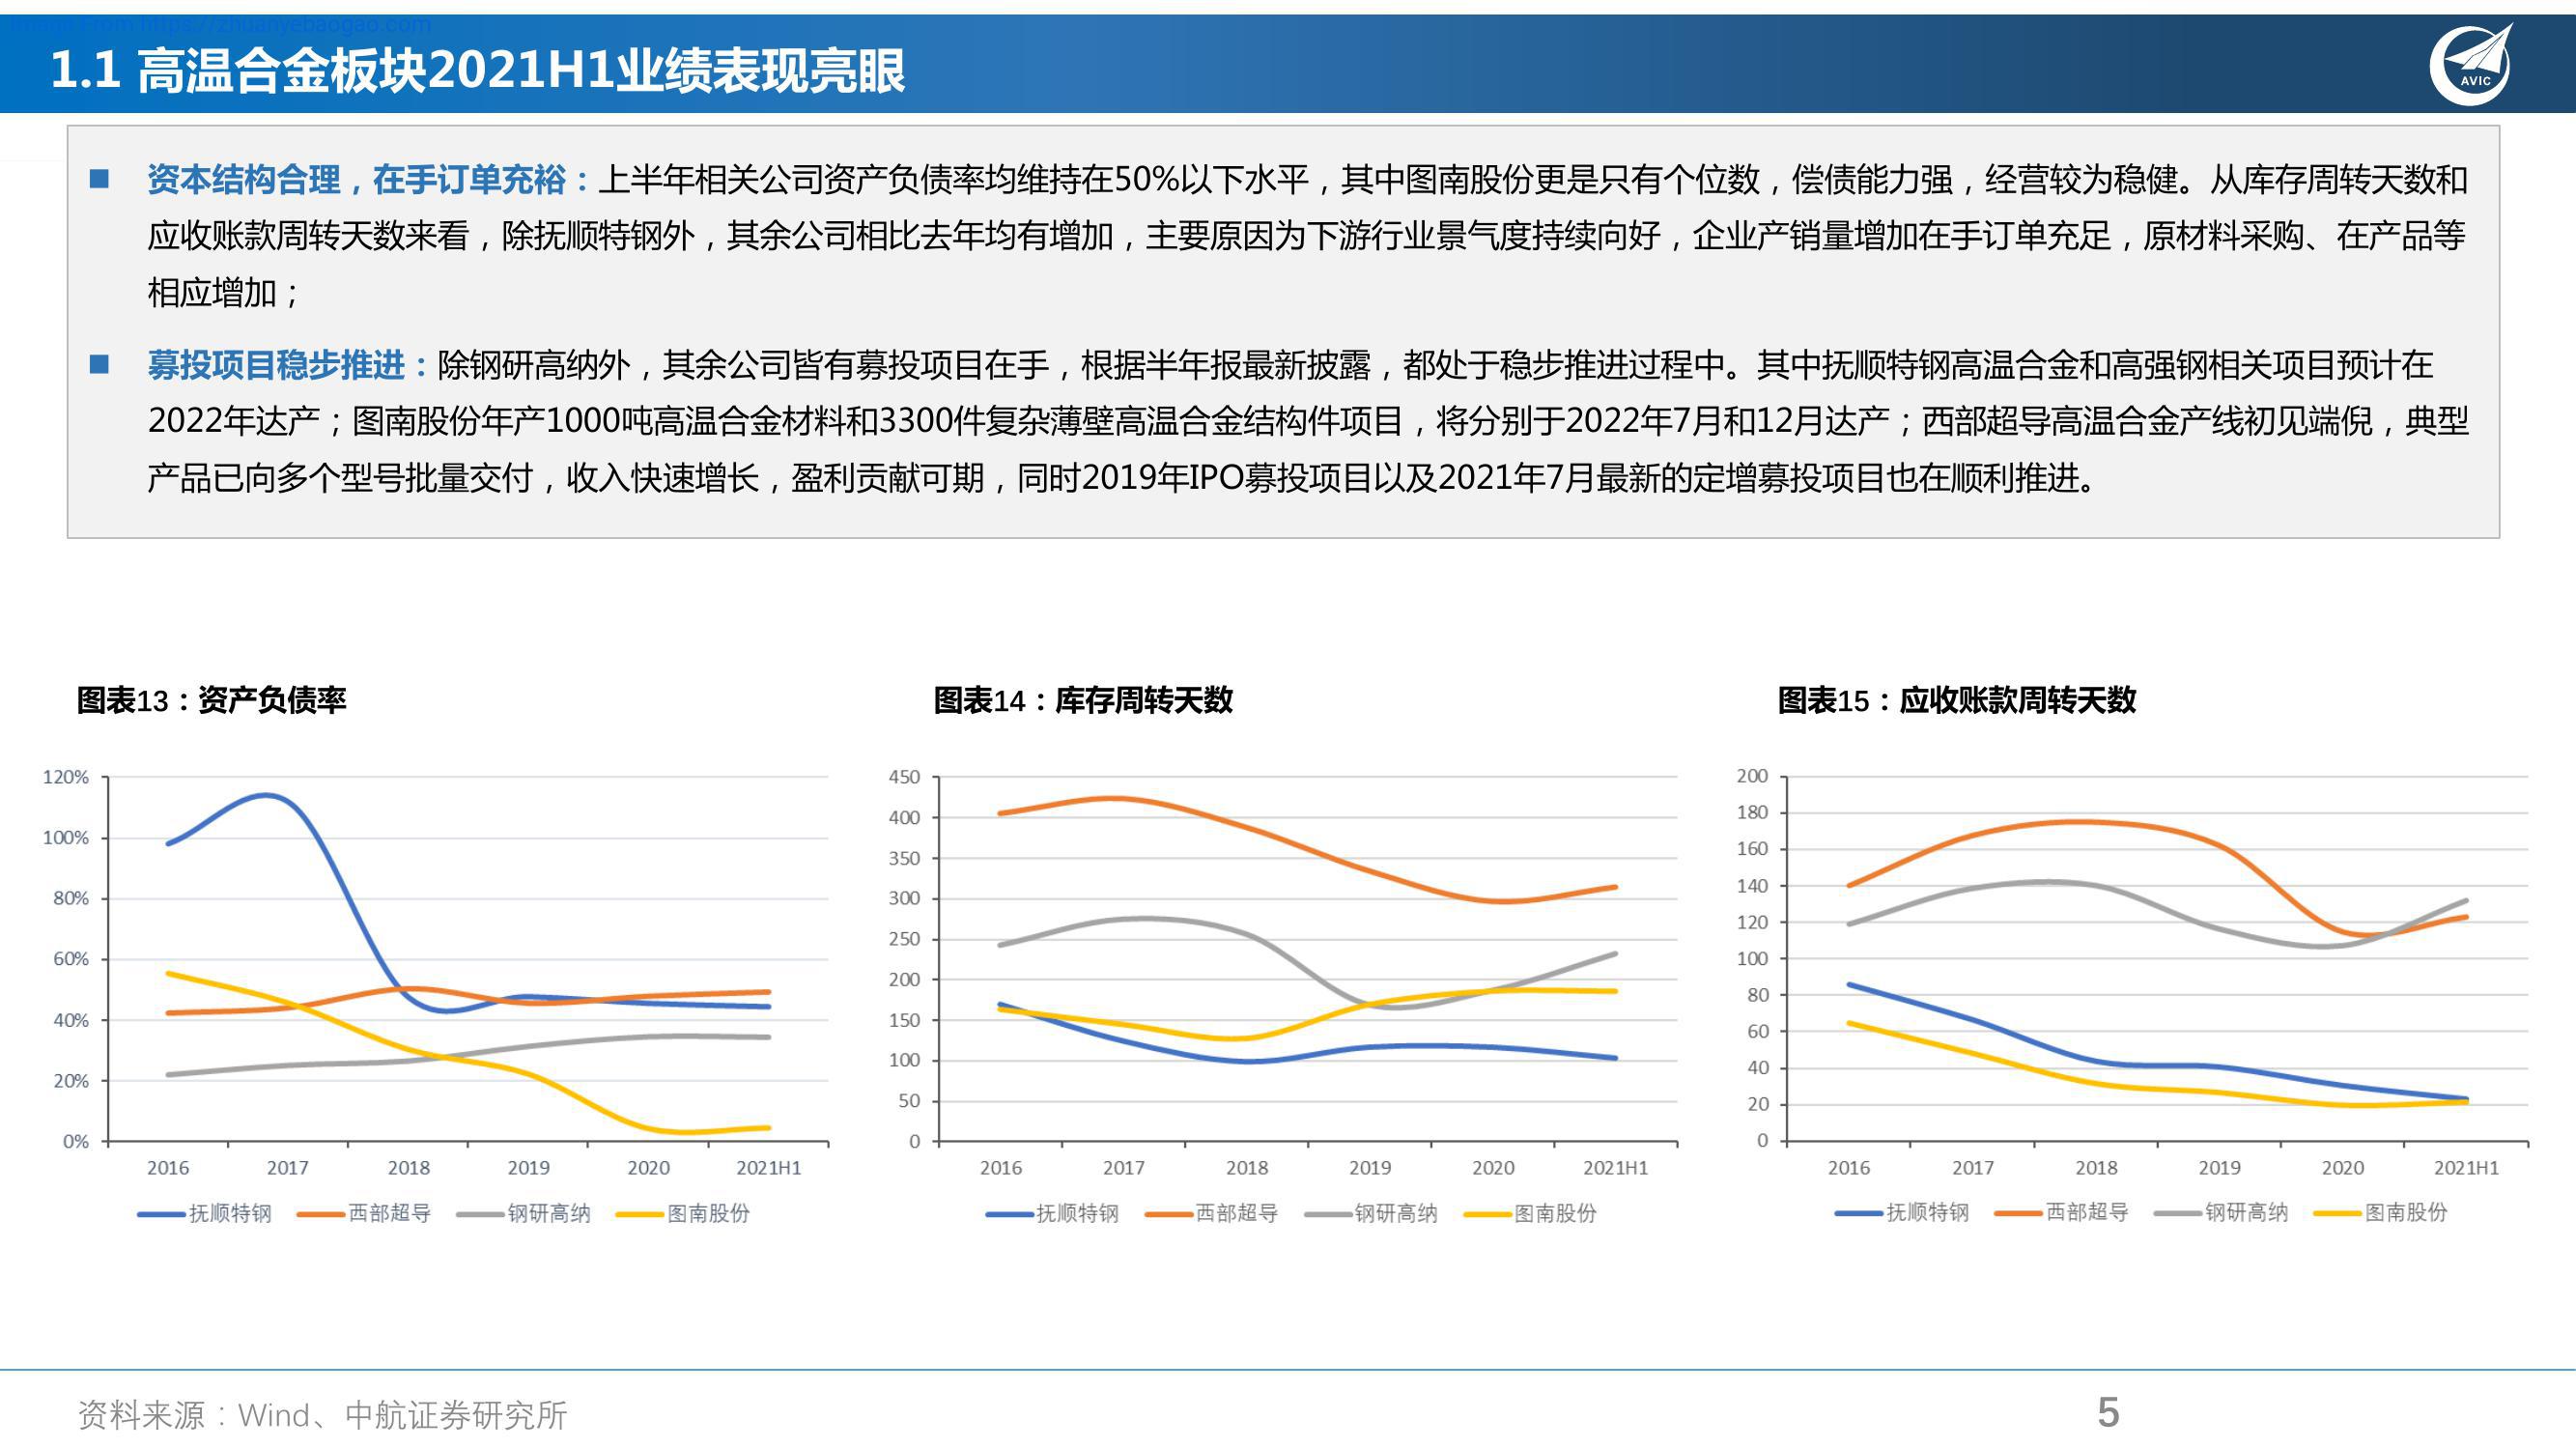 Image From https://zhuanyebaogao.com
1.1 高温合金板块2021H1业绩表现亮眼
AVIC
资本结构合理，在手订单充裕：上半年相关公司资产负债率均维持在50%以下水平，其中图南股份更是只有个位数，偿债能力强，经营较为稳健。从库存周转天数和
应收账款周转天数来看，除抚顺特钢外，其余公司相比去年均有增加，主要原因为下游行业景气度持续向好，企业产销量增加在手订单充足，原材料采购、在产品等
相应增加；
募投项目稳步推进：除钢研高纳外，其余公司皆有募投项目在手，根据半年报最新披露，都处于稳步推进过程中。其中抚顺特钢高温合金和高强钢相关项目预计在
2022年达产；图南股份年产1000吨高温合金材料和3300件复杂薄壁高温合金结构件项目，将分别于2022年7月和12月达产；西部超导高温合金产线初见端倪，典型
产品已向多个型号批量交付，收入快速增长，盈利贡献可期，同时2019年IPO募投项目以及2021年7月最新的定增募投项目也在顺利推进。
图表13：资产负债率
120%
100%
80%
60%
40%
20%
0%
2016 2017 2018 2019 2020 2021H1
抚顺特钢 西部超导 钢研高纳 图南股份
图表14：库存周转天数
450
400
350
300
250
200
150
100
50
0
2016 2017 2018 2019 2020 2021H1
抚顺特钢 西部超导 钢研高纳 图南股份
图表15：应收账款周转天数
200
180
160
140
120
100
80
60
40
20
0
2016 2017 2018 2019 2020 2021H1
抚顺特钢 西部超导 钢研高纳 图南股份
资料来源：Wind、中航证券研究所
5